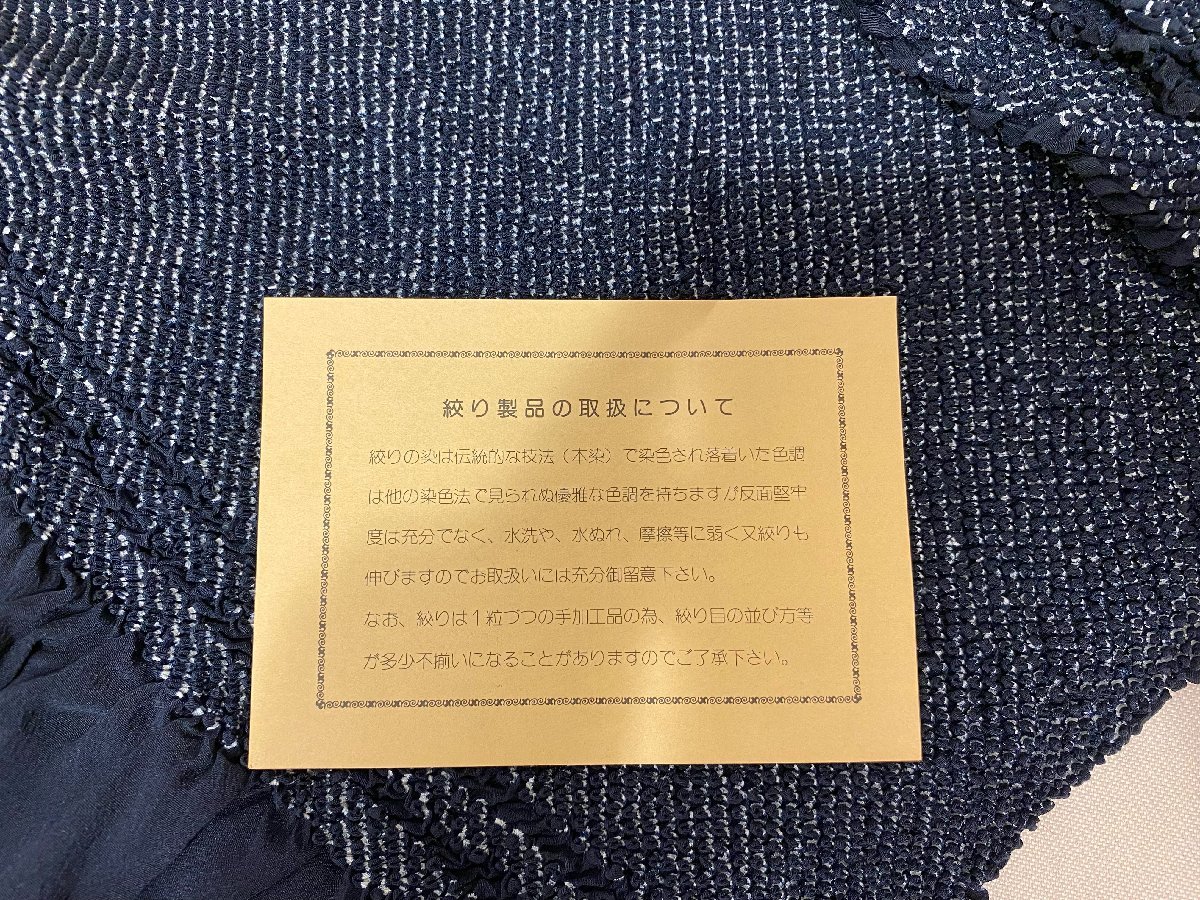 絞り製品の取扱について
絞りの染は伝統的な技法（本染）で染色され落着いた色調
は他の染色法で見られぬ優雅な色調を持ちますが反面堅牢
度は充分でなく、水洗や、水ぬれ、摩擦等に弱く又絞りも
伸びますのでお取扱いには充分御留意下さい。
なお、絞りは１粒づつの手加工品の為、絞り目の並び方等
が多少不揃いになることがありますのでご了承下さい。